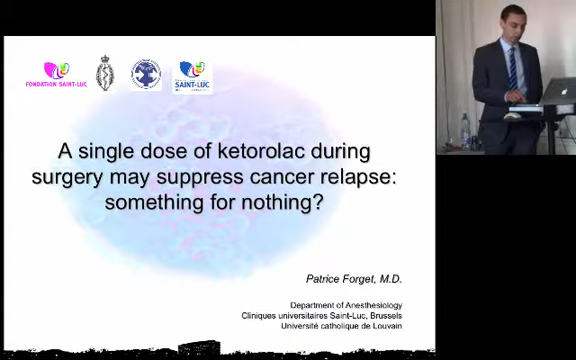 FONDATION SAINT-LUC
SAINT-LUC
A single dose of ketorolac during
surgery may suppress cancer relapse:
something for nothing?
Patrice Forget, M.D.
Department of Anesthesiology
Cliniques universitaires Saint-Luc, Brussels
Université catholique de Louvain